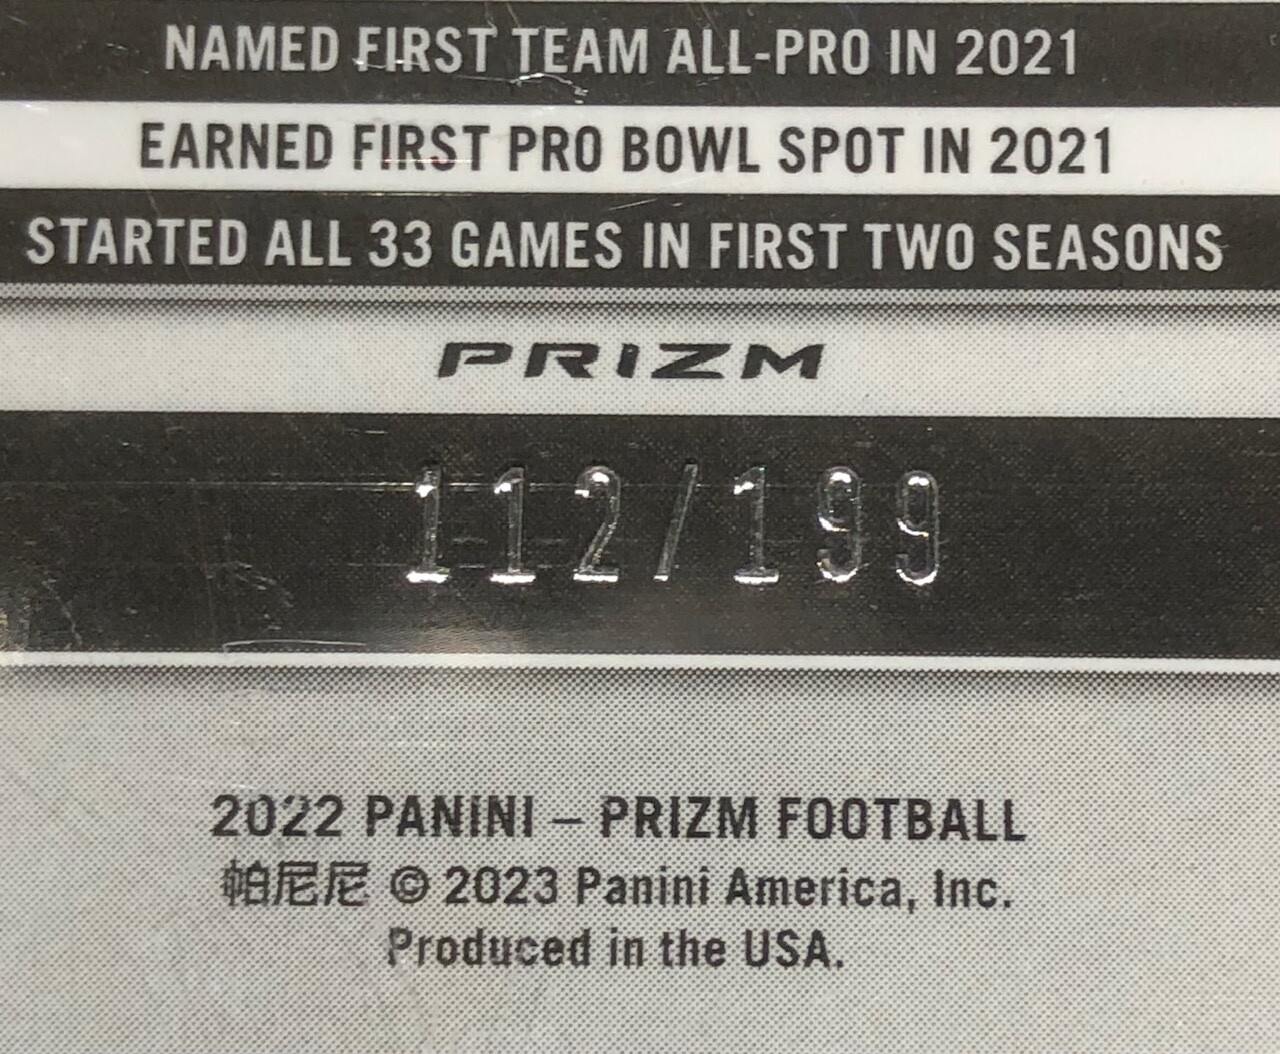 NAMED FIRST TEAM ALL-PRO IN 2021
EARNED FIRST PRO BOWL SPOT IN 2021
STARTED ALL 33 GAMES IN FIRST TWO SEASONS
PRIZM
112/199
2022 PANINI – PRIZM FOOTBALL
帕尼尼 © 2023 Panini America, Inc.
Produced in the USA.